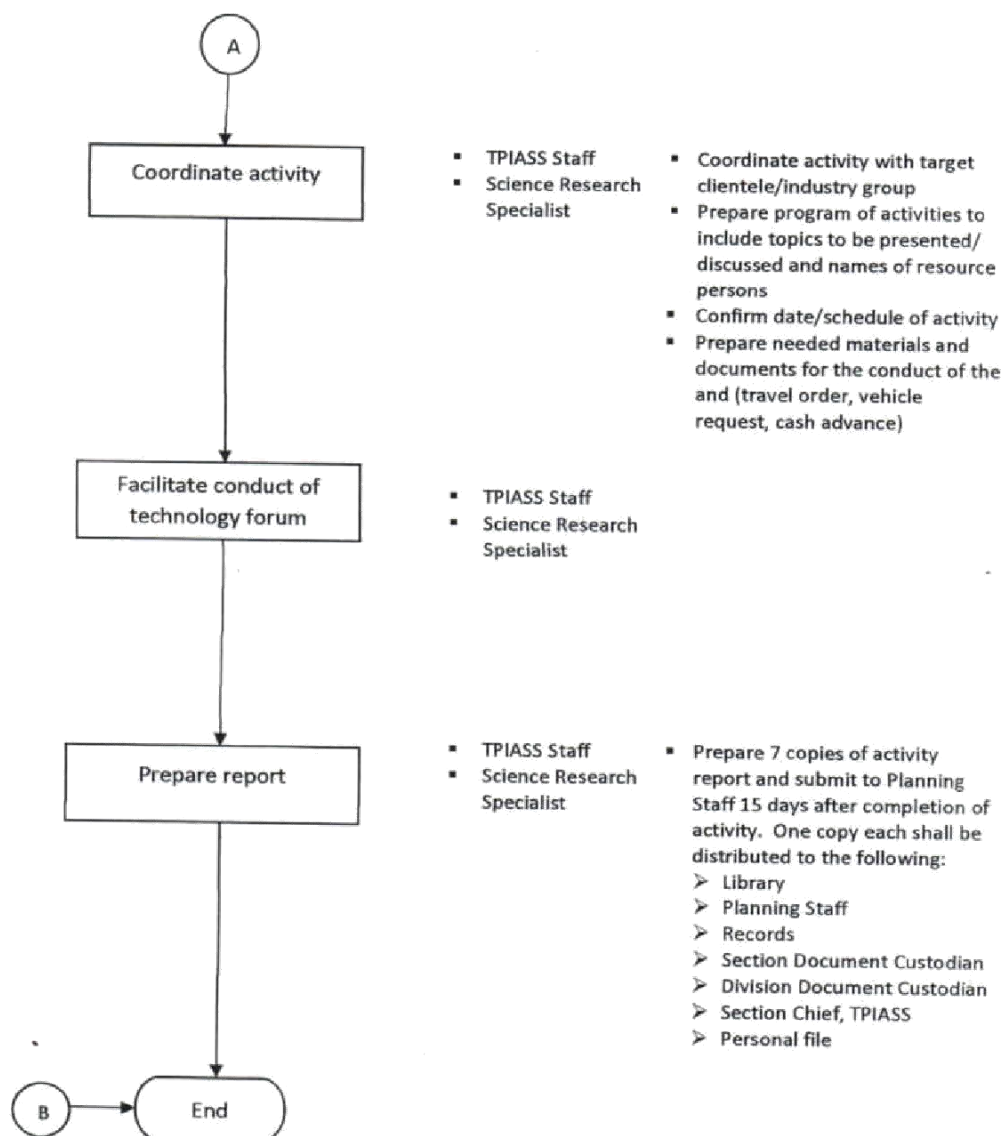 A
Coordinate activity
▪ TPIASS Staff
▪ Science Research
Specialist
▪ Coordinate activity with target
clientele/industry group
▪ Prepare program of activities to
include topics to be presented/
discussed and names of resource
persons
▪ Confirm date/schedule of activity
▪ Prepare needed materials and
documents for the conduct of the
and (travel order, vehicle
request, cash advance)
Facilitate conduct of
technology forum
▪ TPIASS Staff
▪ Science Research
Specialist
Prepare report
▪ TPIASS Staff
▪ Science Research
Specialist
▪ Prepare 7 copies of activity
report and submit to Planning
Staff 15 days after completion of
activity. One copy each shall be
distributed to the following:
➢ Library
➢ Planning Staff
➢ Records
➢ Section Document Custodian
➢ Division Document Custodian
➢ Section Chief, TPIASS
➢ Personal file
B
End